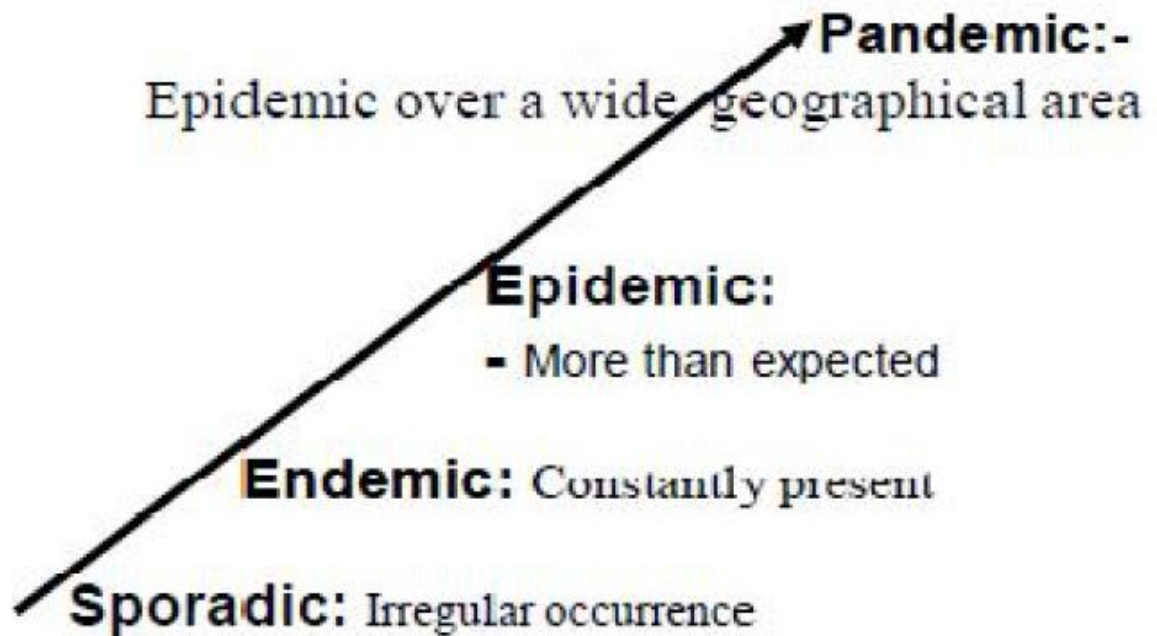 Pandemic:-
Epidemic over a wide geographical area
Epidemic:
- More than expected
Endemic: Constantly present
Sporadic: Irregular occurrence